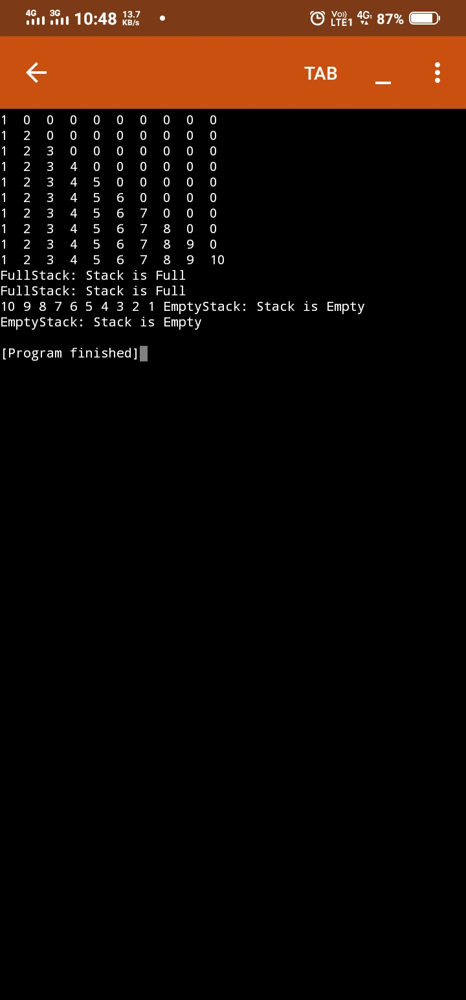 4G 3G 10:48 13.7 KB/s Vo)) LTE1 4G1 87%
TAB
1 0 0 0 0 0 0 0 0 0
1 2 0 0 0 0 0 0 0 0
1 2 3 0 0 0 0 0 0 0
1 2 3 4 0 0 0 0 0 0
1 2 3 4 5 0 0 0 0 0
1 2 3 4 5 6 0 0 0 0
1 2 3 4 5 6 7 0 0 0
1 2 3 4 5 6 7 8 0 0
1 2 3 4 5 6 7 8 9 0
1 2 3 4 5 6 7 8 9 10
FullStack: Stack is Full
FullStack: Stack is Full
10 9 8 7 6 5 4 3 2 1 EmptyStack: Stack is Empty
EmptyStack: Stack is Empty
[Program finished]